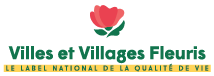 Villes et Villages Fleuris
LE LABEL NATIONAL DE LA QUALITÉ DE VIE